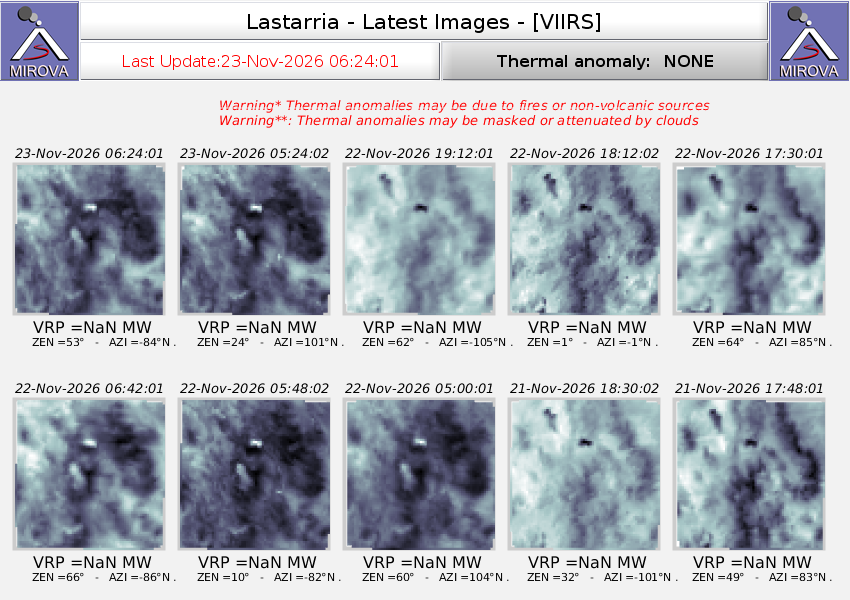 Lastarria - Latest Images - [VIIRS]
MIROVA
Last Update:23-Nov-2026 06:24:01
Thermal anomaly: NONE
MIROVA
Warning* Thermal anomalies may be due to fires or non-volcanic sources
Warning**: Thermal anomalies may be masked or attenuated by clouds
23-Nov-2026 06:24:01
23-Nov-2026 05:24:02
22-Nov-2026 19:12:01
22-Nov-2026 18:12:02
22-Nov-2026 17:30:01
VRP =NaN MW
VRP =NaN MW
VRP =NaN MW
VRP =NaN MW
VRP =NaN MW
ZEN =53° - AZI =-84°N .
ZEN =24° - AZI =101°N .
ZEN =62° - AZI =-105°N .
ZEN =1° - AZI =-1°N .
ZEN =64° - AZI =85°N .
22-Nov-2026 06:42:01
22-Nov-2026 05:48:02
22-Nov-2026 05:00:01
21-Nov-2026 18:30:02
21-Nov-2026 17:48:01
VRP =NaN MW
VRP =NaN MW
VRP =NaN MW
VRP =NaN MW
VRP =NaN MW
ZEN =66° - AZI =-86°N .
ZEN =10° - AZI =-82°N .
ZEN =60° - AZI =104°N .
ZEN =32° - AZI =-101°N .
ZEN =49° - AZI =83°N .